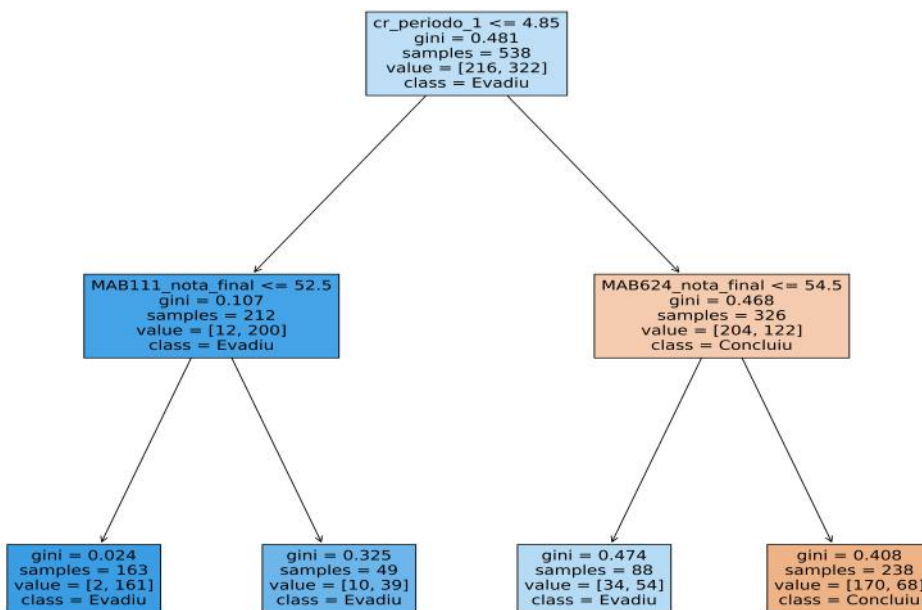 cr_periodo_1 <= 4.85
gini = 0.481
samples = 538
value = [216, 322]
class = Evadiu
MAB111_nota_final <= 52.5
gini = 0.107
samples = 212
value = [12, 200]
class = Evadiu
MAB624_nota_final <= 54.5
gini = 0.468
samples = 326
value = [204, 122]
class = Concluiu
gini = 0.024
samples = 163
value = [2, 161]
class = Evadiu
gini = 0.325
samples = 49
value = [10, 39]
class = Evadiu
gini = 0.474
samples = 88
value = [34, 54]
class = Evadiu
gini = 0.408
samples = 238
value = [170, 68]
class = Concluiu